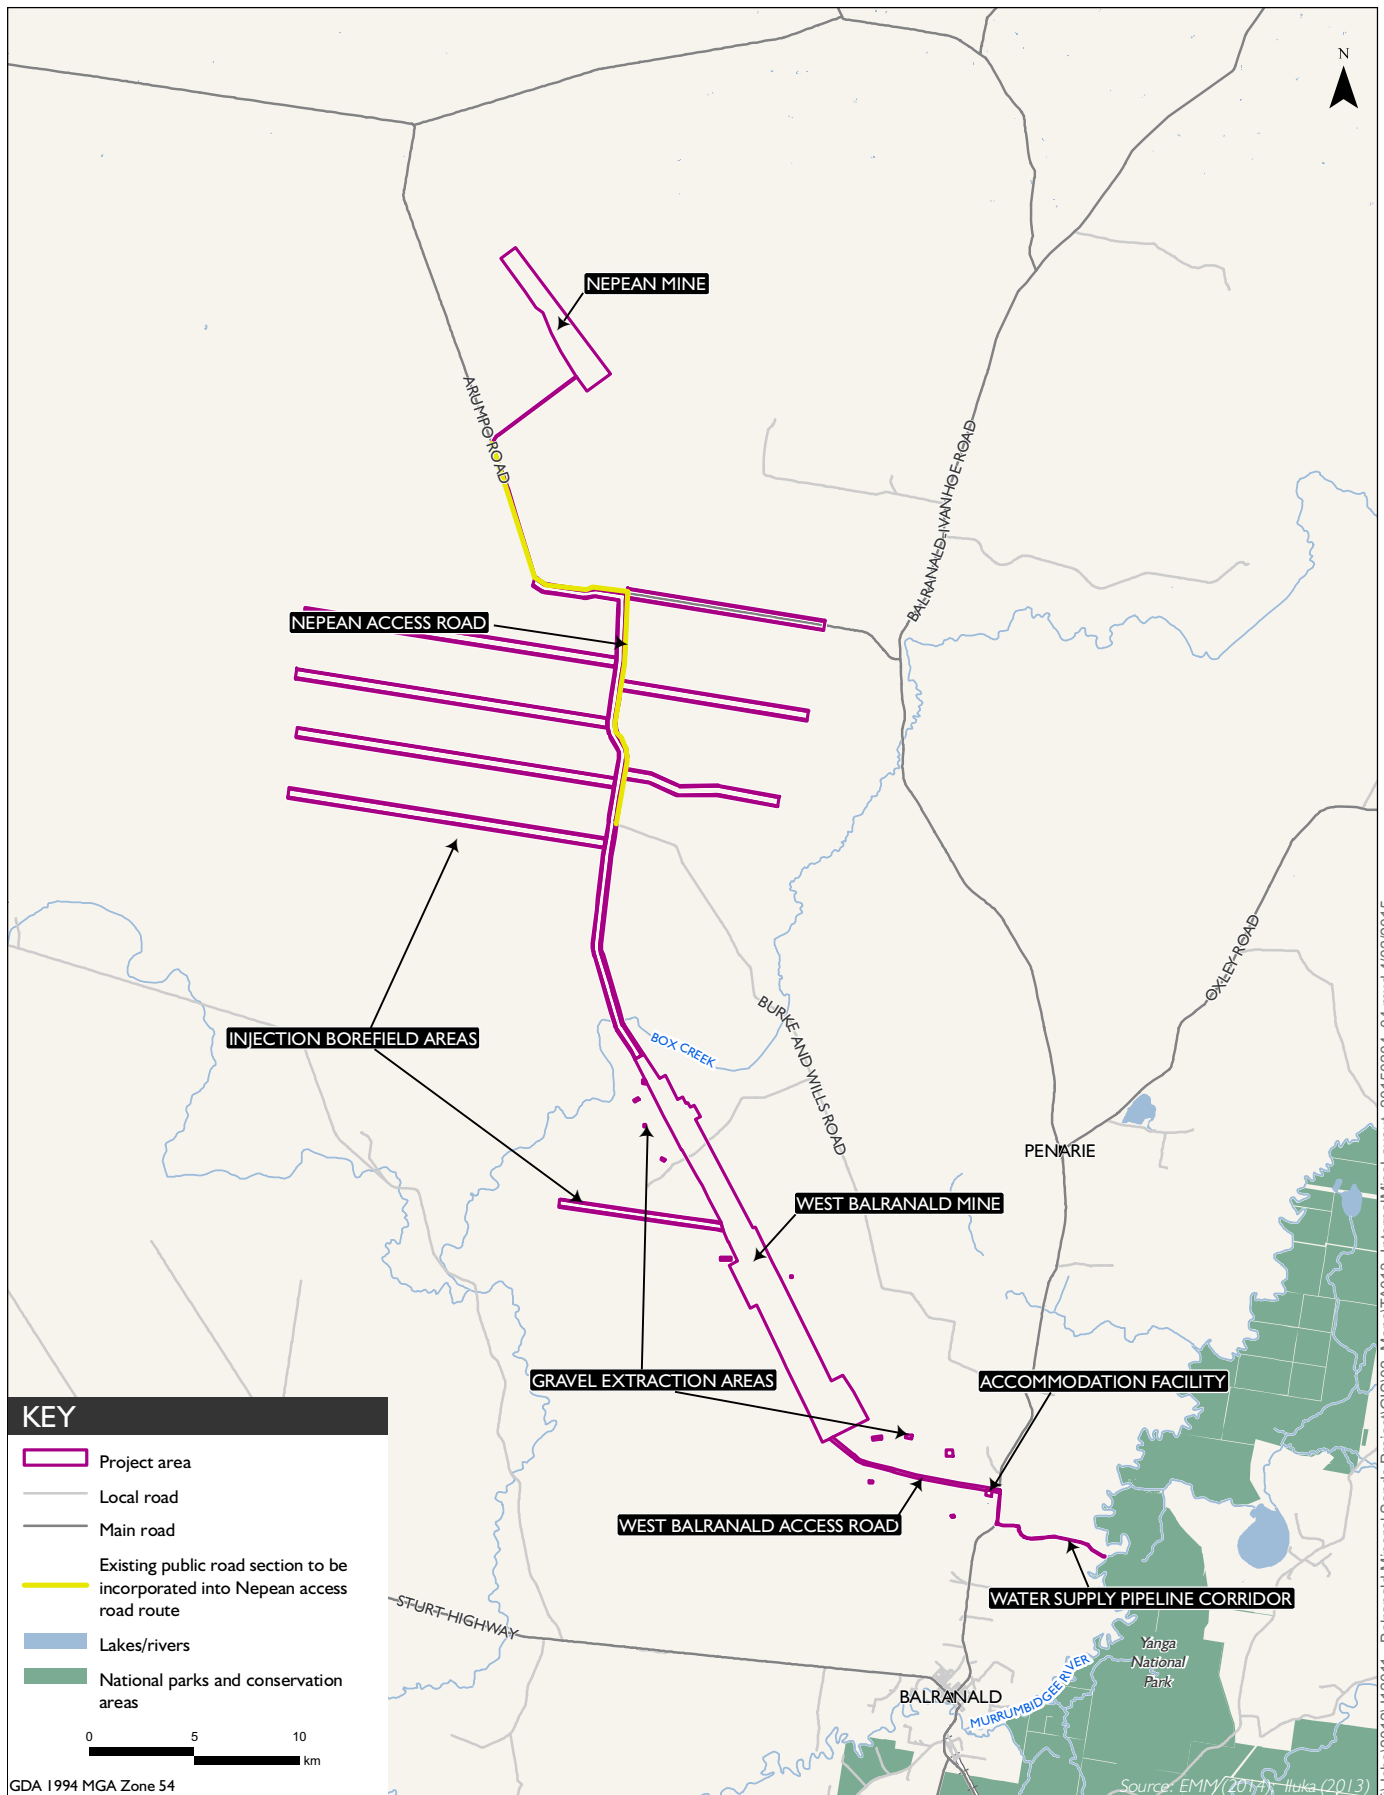 N
NEPEAN MINE
ARUMPO ROAD
BALRANALD-IVANHOE ROAD
NEPEAN ACCESS ROAD
OXLEY ROAD
INJECTION BOREFIELD AREAS
BOX CREEK
BURKE AND WILLS ROAD
PENARIE
WEST BALRANALD MINE
GRAVEL EXTRACTION AREAS
ACCOMMODATION FACILITY
WEST BALRANALD ACCESS ROAD
WATER SUPPLY PIPELINE CORRIDOR
STURT HIGHWAY
Yanga
National
Park
BALRANALD
MURRUMBIDGEE RIVER
KEY
Project area
Local road
Main road
Existing public road section to be
incorporated into Nepean access
road route
Lakes/rivers
National parks and conservation
areas
0 5 10
km
GDA 1994 MGA Zone 54
Source: EMM (2014); Iluka (2013)